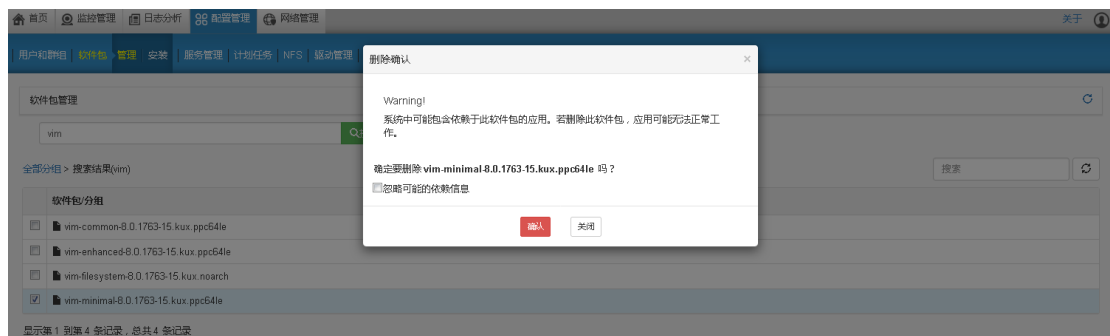 首页 监控管理 日志分析 配置管理 网络管理 关于
用户和群组 软件包 管理 安装 服务管理 计划任务 NFS 驱动管理
删除确认 ×
Warning!
系统中可能包含依赖于此软件包的应用。若删除此软件包，应用可能无法正常工
作。
确定要删除 vim-minimal-8.0.1763-15.kux.ppc64le 吗？
忽略可能的依赖信息
确认 关闭
软件包管理
vim
全部分组 > 搜索结果(vim) 搜索
软件包/分组
vim-common-8.0.1763-15.kux.ppc64le
vim-enhanced-8.0.1763-15.kux.ppc64le
vim-filesystem-8.0.1763-15.kux.noarch
vim-minimal-8.0.1763-15.kux.ppc64le
显示第 1 到第 4 条记录，总共 4 条记录